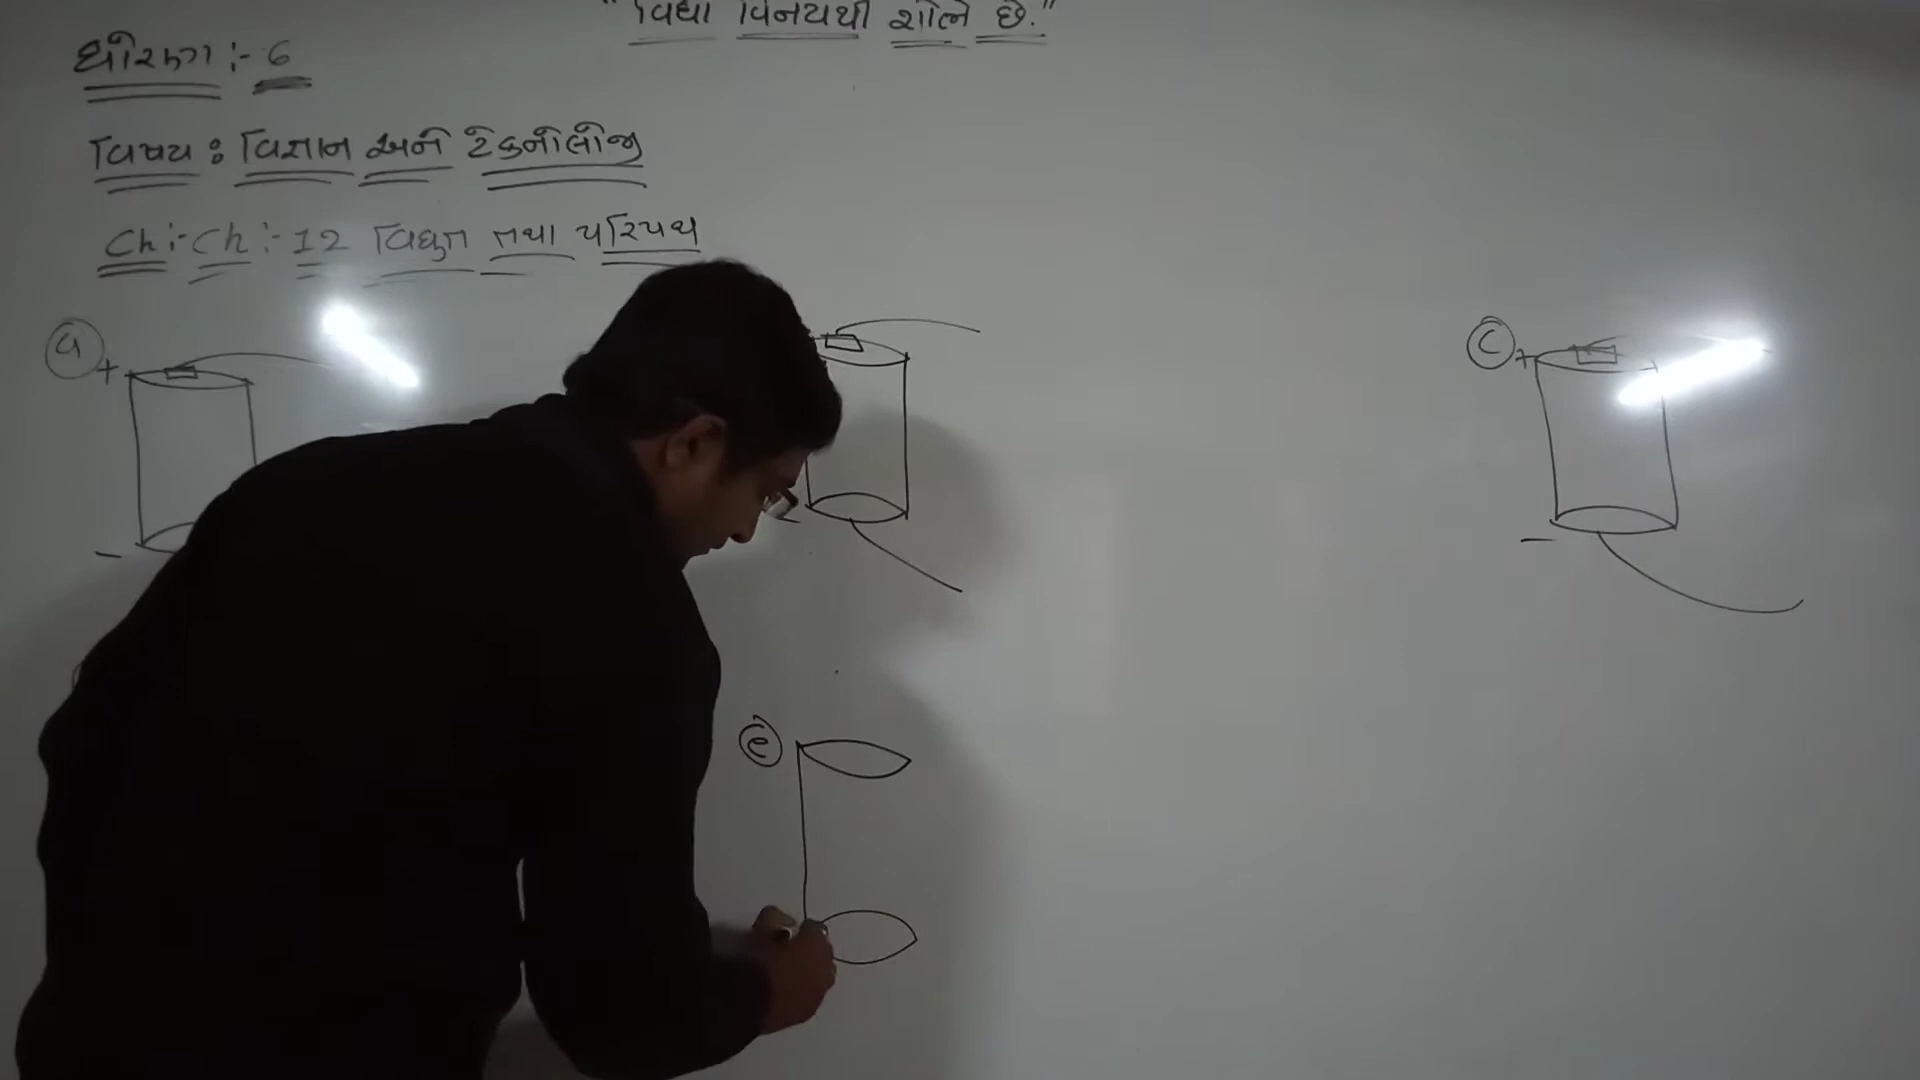 "વિદ્યા વિનયથી શોભે છે."
ધોરણ :- 6
વિષય : વિજ્ઞાન અને ટેકનોલોજી
Ch :- Ch :- 12 વિદ્યુત તથા પરિપથ
a + -
-
c + -
e